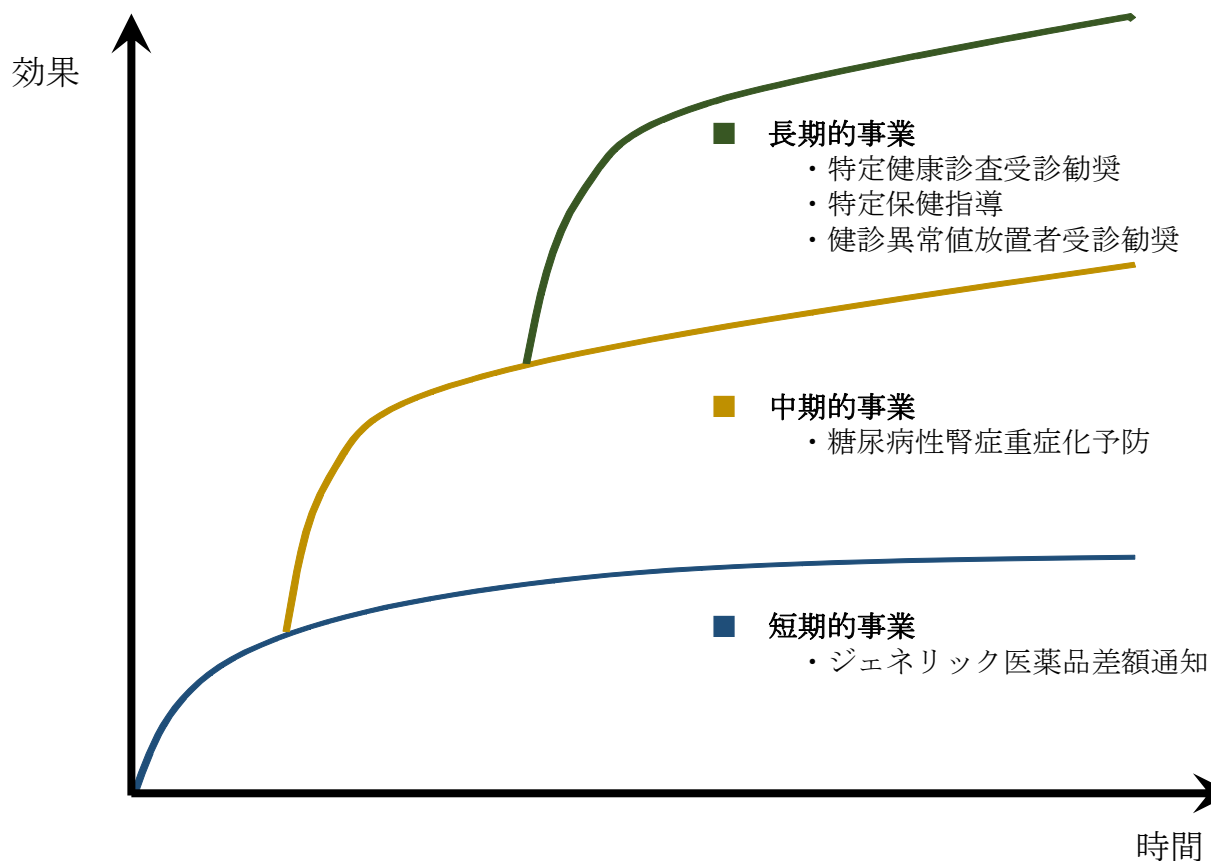 効果
■ 長期的事業
・特定健康診査受診勧奨
・特定保健指導
・健診異常値放置者受診勧奨
■ 中期的事業
・糖尿病性腎症重症化予防
■ 短期的事業
・ジェネリック医薬品差額通知
時間